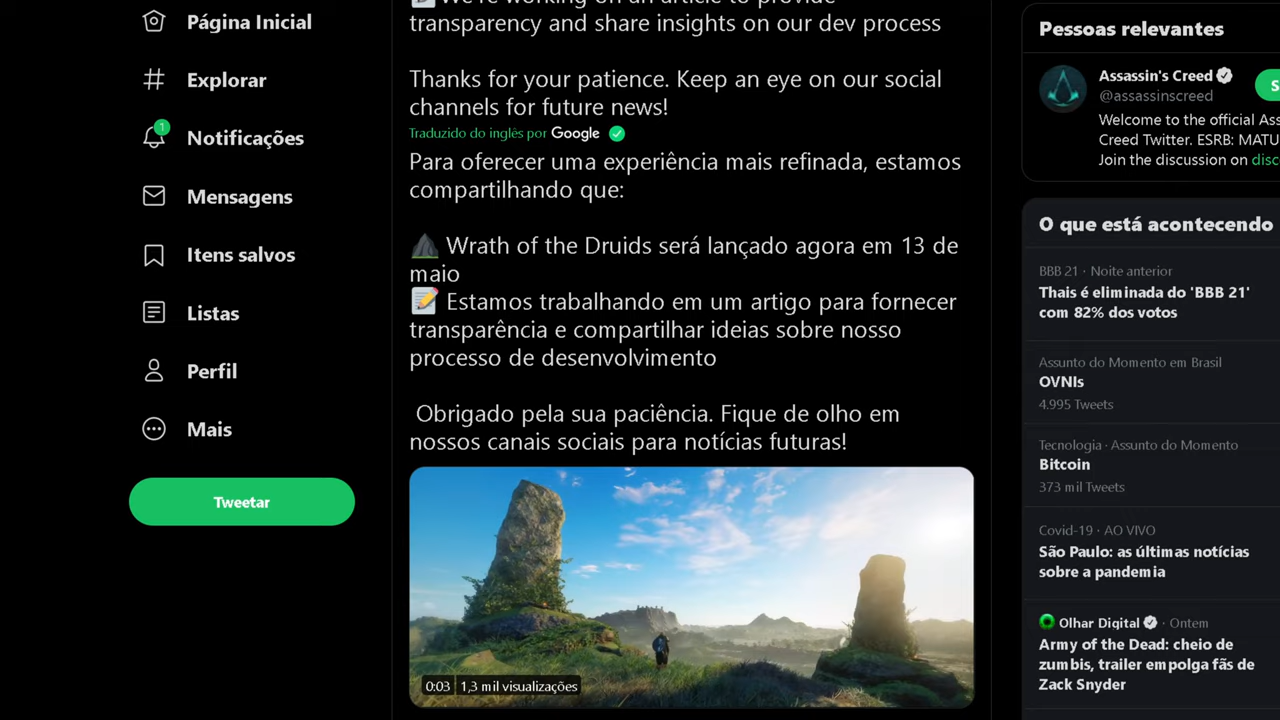 Página Inicial
Explorar
1
Notificações
Mensagens
Itens salvos
Listas
Perfil
Mais
Tweetar
We're working on an article to provide
transparency and share insights on our dev process
Thanks for your patience. Keep an eye on our social
channels for future news!
Traduzido do inglês por Google
Para oferecer uma experiência mais refinada, estamos
compartilhando que:
Wrath of the Druids será lançado agora em 13 de
maio
Estamos trabalhando em um artigo para fornecer
transparência e compartilhar ideias sobre nosso
processo de desenvolvimento
Obrigado pela sua paciência. Fique de olho em
nossos canais sociais para notícias futuras!
0:03 1,3 mil visualizações
Pessoas relevantes
Assassin's Creed
@assassinscreed
S
Welcome to the official Ass
Creed Twitter. ESRB: MATU
Join the discussion on disc
O que está acontecendo
BBB 21 · Noite anterior
Thais é eliminada do 'BBB 21'
com 82% dos votos
Assunto do Momento em Brasil
OVNIs
4.995 Tweets
Tecnologia · Assunto do Momento
Bitcoin
373 mil Tweets
Covid-19 · AO VIVO
São Paulo: as últimas notícias
sobre a pandemia
Olhar Digital · Ontem
Army of the Dead: cheio de
zumbis, trailer empolga fãs de
Zack Snyder